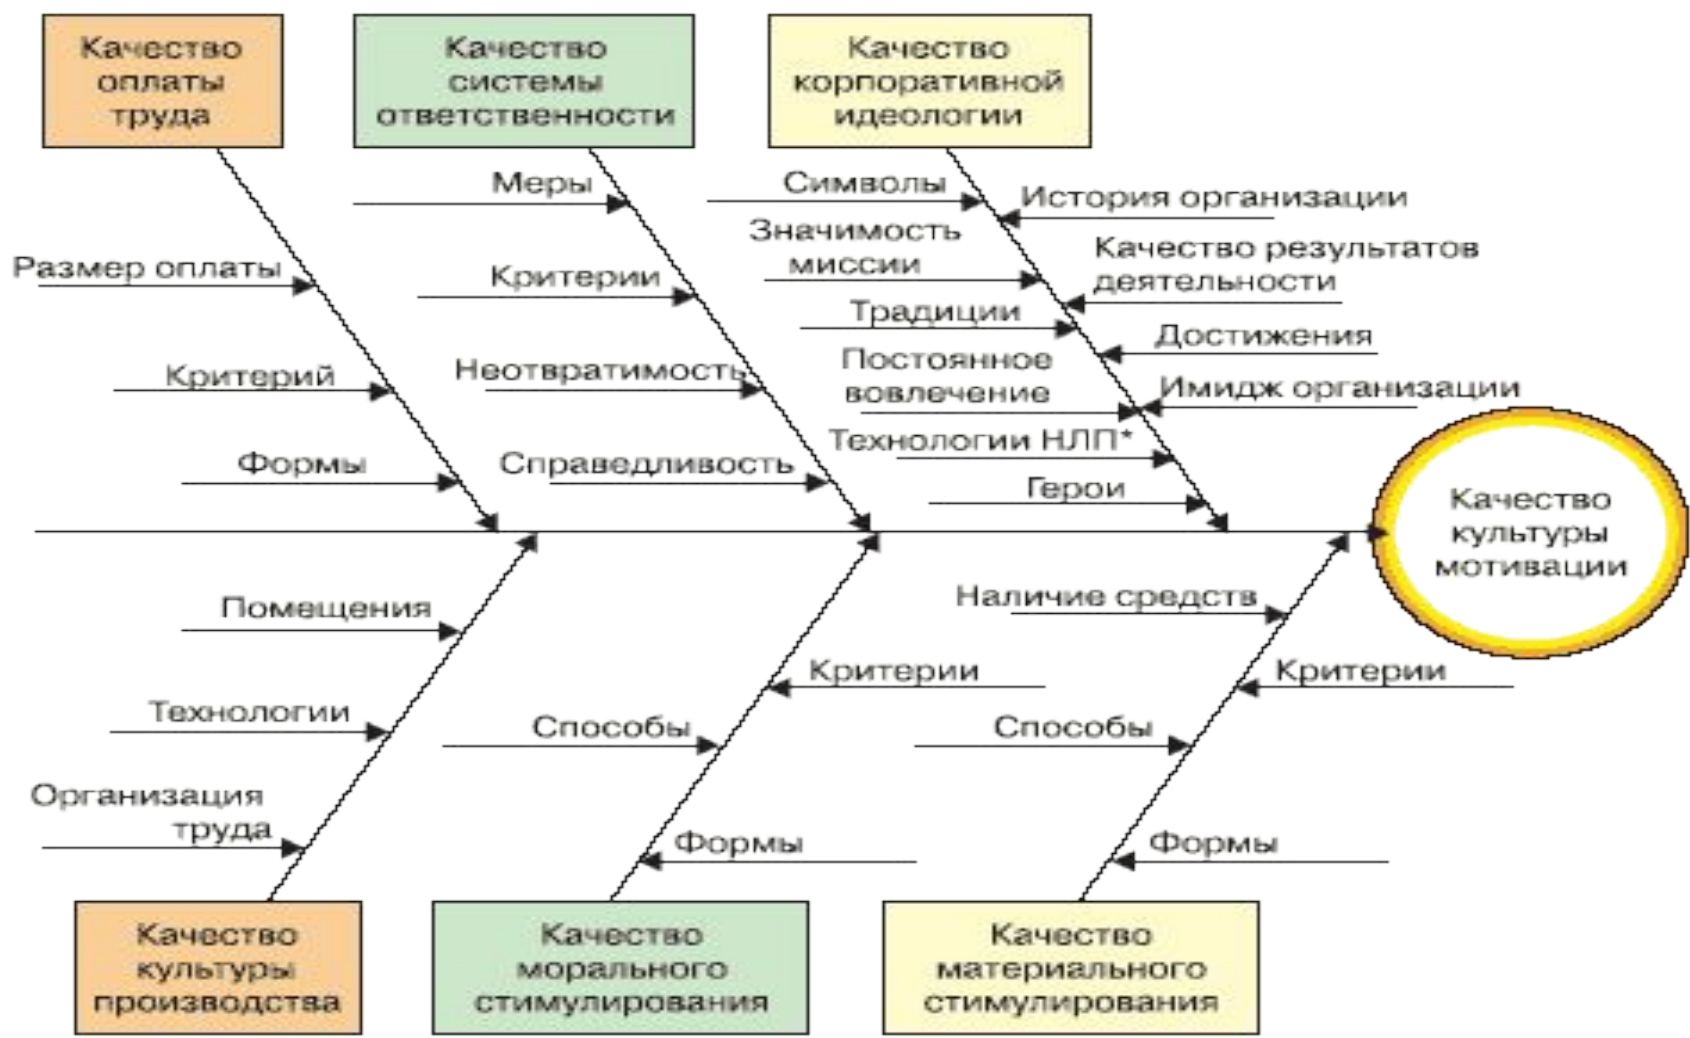 Качество
оплаты
труда
Качество
системы
ответственности
Качество
корпоративной
идеологии
Размер оплаты
Критерий
Формы
Меры
Критерии
Неотвратимость
Справедливость
Символы
Значимость
миссии
Традиции
Постоянное
вовлечение
Технологии НЛП*
Герои
История организации
Качество результатов
деятельности
Достижения
Имидж организации
Качество
культуры
мотивации
Помещения
Технологии
Организация
труда
Критерии
Способы
Формы
Наличие средств
Критерии
Способы
Формы
Качество
культуры
производства
Качество
морального
стимулирования
Качество
материального
стимулирования